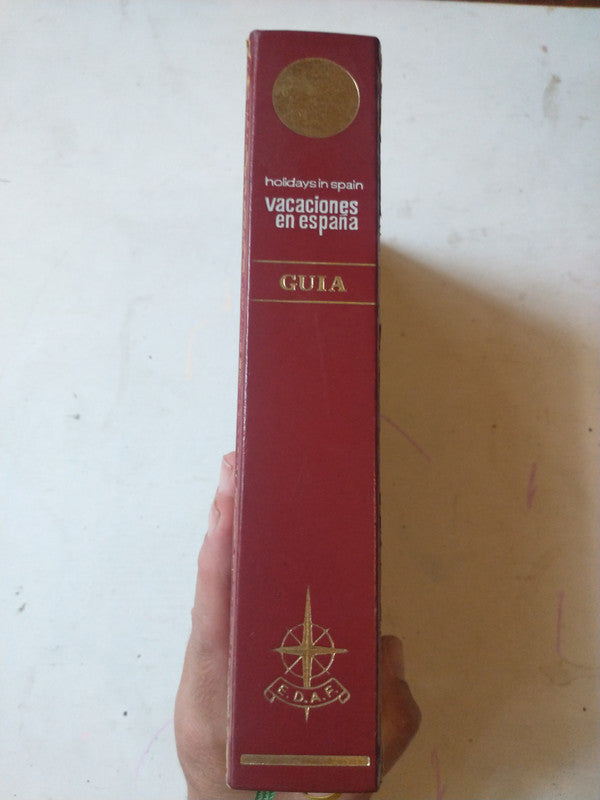 holidays in spain
vacaciones
en españa
GUIA
E.D.A.F.